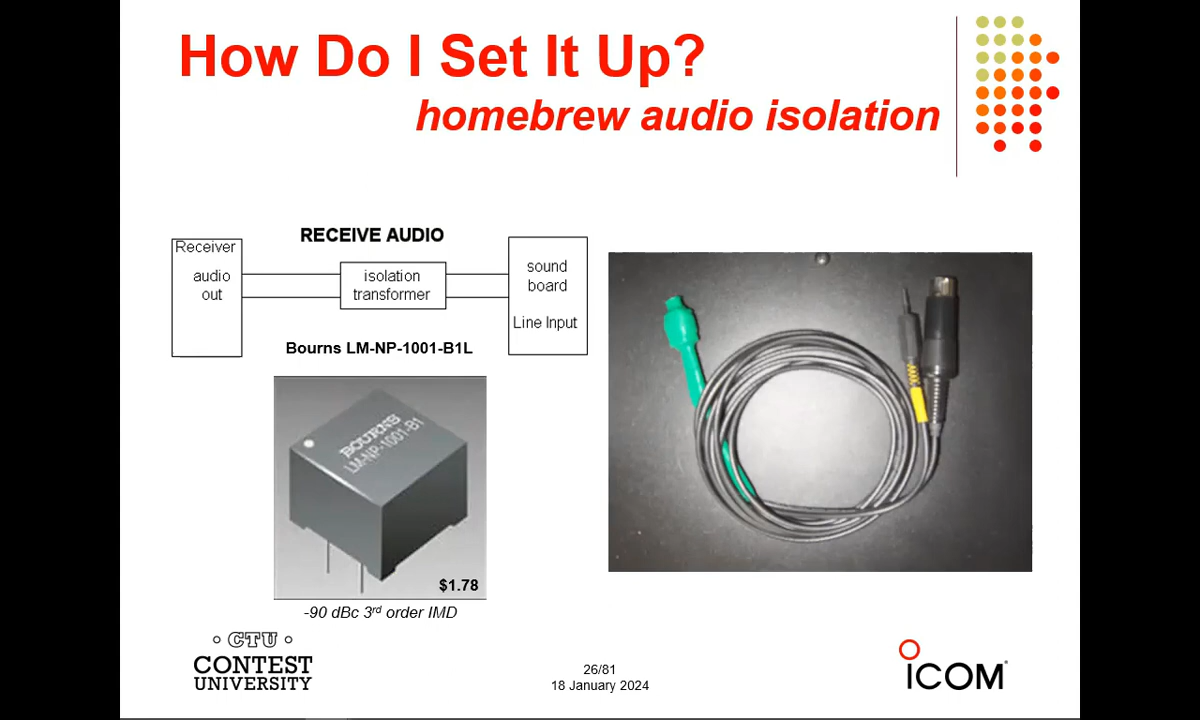 How Do I Set It Up?
homebrew audio isolation
RECEIVE AUDIO
Receiver
audio
out
isolation
transformer
sound
board
Line Input
Bourns LM-NP-1001-B1L
BOURNS
LM-NP-1001-B1
$1.78
-90 dBc 3rd order IMD
CTU
CONTEST
UNIVERSITY
26/81
18 January 2024
ICOM